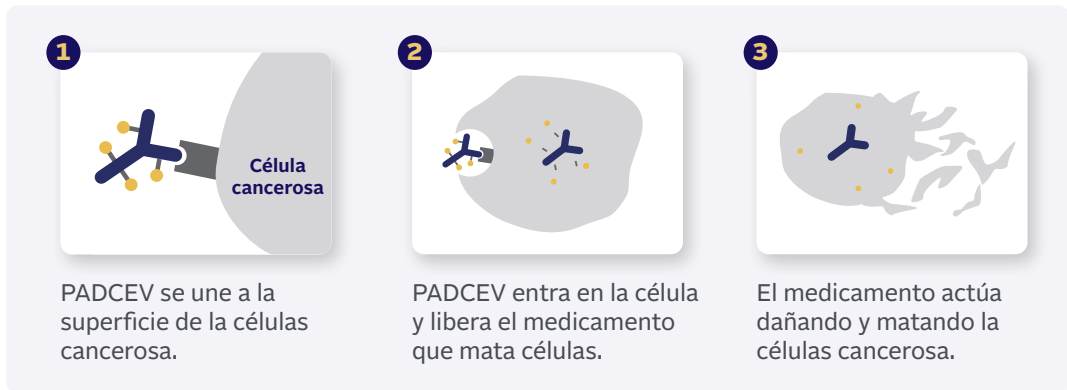 1
Célula
cancerosa
PADCEV se une a la
superficie de la células
cancerosa.
2
PADCEV entra en la célula
y libera el medicamento
que mata células.
3
El medicamento actúa
dañando y matando la
células cancerosa.